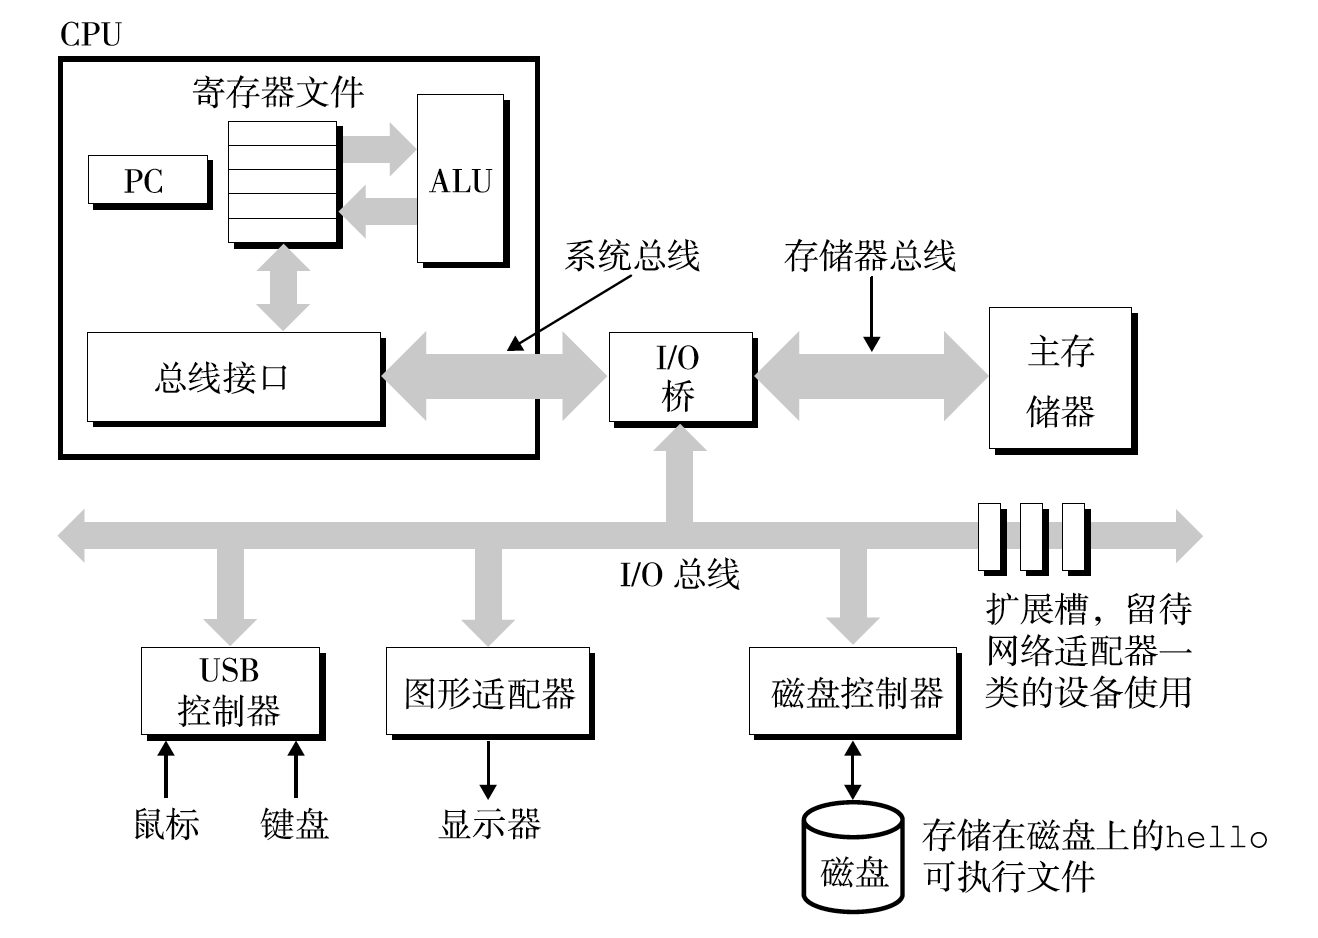 CPU
寄存器文件
PC
ALU
系统总线
存储器总线
总线接口
I/O
桥
主存
储器
I/O 总线
扩展槽，留待
网络适配器一
类的设备使用
USB
控制器
图形适配器
磁盘控制器
鼠标
键盘
显示器
磁盘
存储在磁盘上的hello
可执行文件